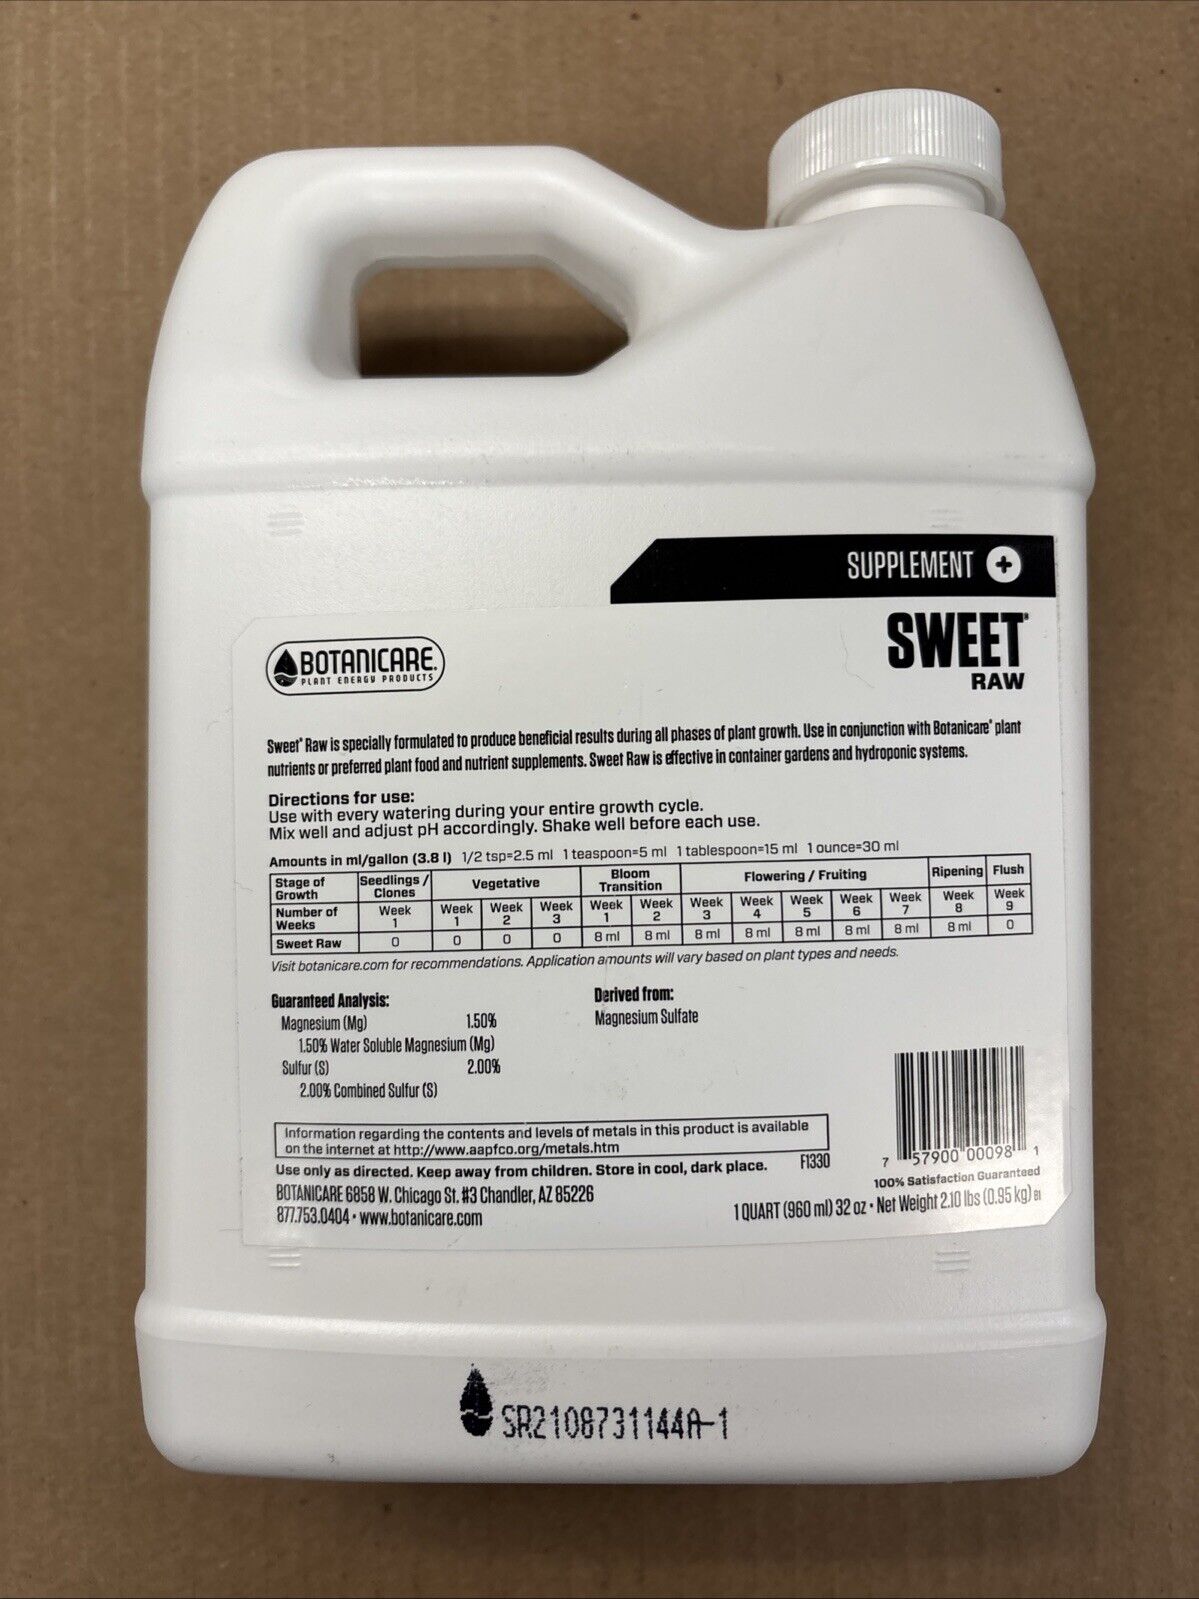 SUPPLEMENT +
BOTANICARE®
PLANT ENERGY PRODUCTS
SWEET®
RAW
Sweet® Raw is specially formulated to produce beneficial results during all phases of plant growth. Use in conjunction with Botanicare® plant
nutrients or preferred plant food and nutrient supplements. Sweet Raw is effective in container gardens and hydroponic systems.
Directions for use:
Use with every watering during your entire growth cycle.
Mix well and adjust pH accordingly. Shake well before each use.
Amounts in ml/gallon (3.8 l) 1/2 tsp=2.5 ml 1 teaspoon=5 ml 1 tablespoon=15 ml 1 ounce=30 ml
Stage of Growth Seedlings / Clones Vegetative Bloom Transition Flowering / Fruiting Ripening Flush
Number of Weeks Week 1 Week 1 Week 2 Week 3 Week 1 Week 2 Week 3 Week 4 Week 5 Week 6 Week 7 Week 8 Week 9
Sweet Raw 0 0 0 0 8 ml 8 ml 8 ml 8 ml 8 ml 8 ml 8 ml 8 ml 0
Visit botanicare.com for recommendations. Application amounts will vary based on plant types and needs.
Guaranteed Analysis:
Magnesium (Mg) 1.50%
1.50% Water Soluble Magnesium (Mg)
Sulfur (S) 2.00%
2.00% Combined Sulfur (S)
Derived from:
Magnesium Sulfate
Information regarding the contents and levels of metals in this product is available
on the internet at http://www.aapfco.org/metals.htm
Use only as directed. Keep away from children. Store in cool, dark place. F1330
BOTANICARE 6858 W. Chicago St. #3 Chandler, AZ 85226
877.753.0404 • www.botanicare.com
7 57900 00098 1
100% Satisfaction Guaranteed
1 QUART (960 ml) 32 oz • Net Weight 2.10 lbs (0.95 kg) B1
SR2108731144A-1